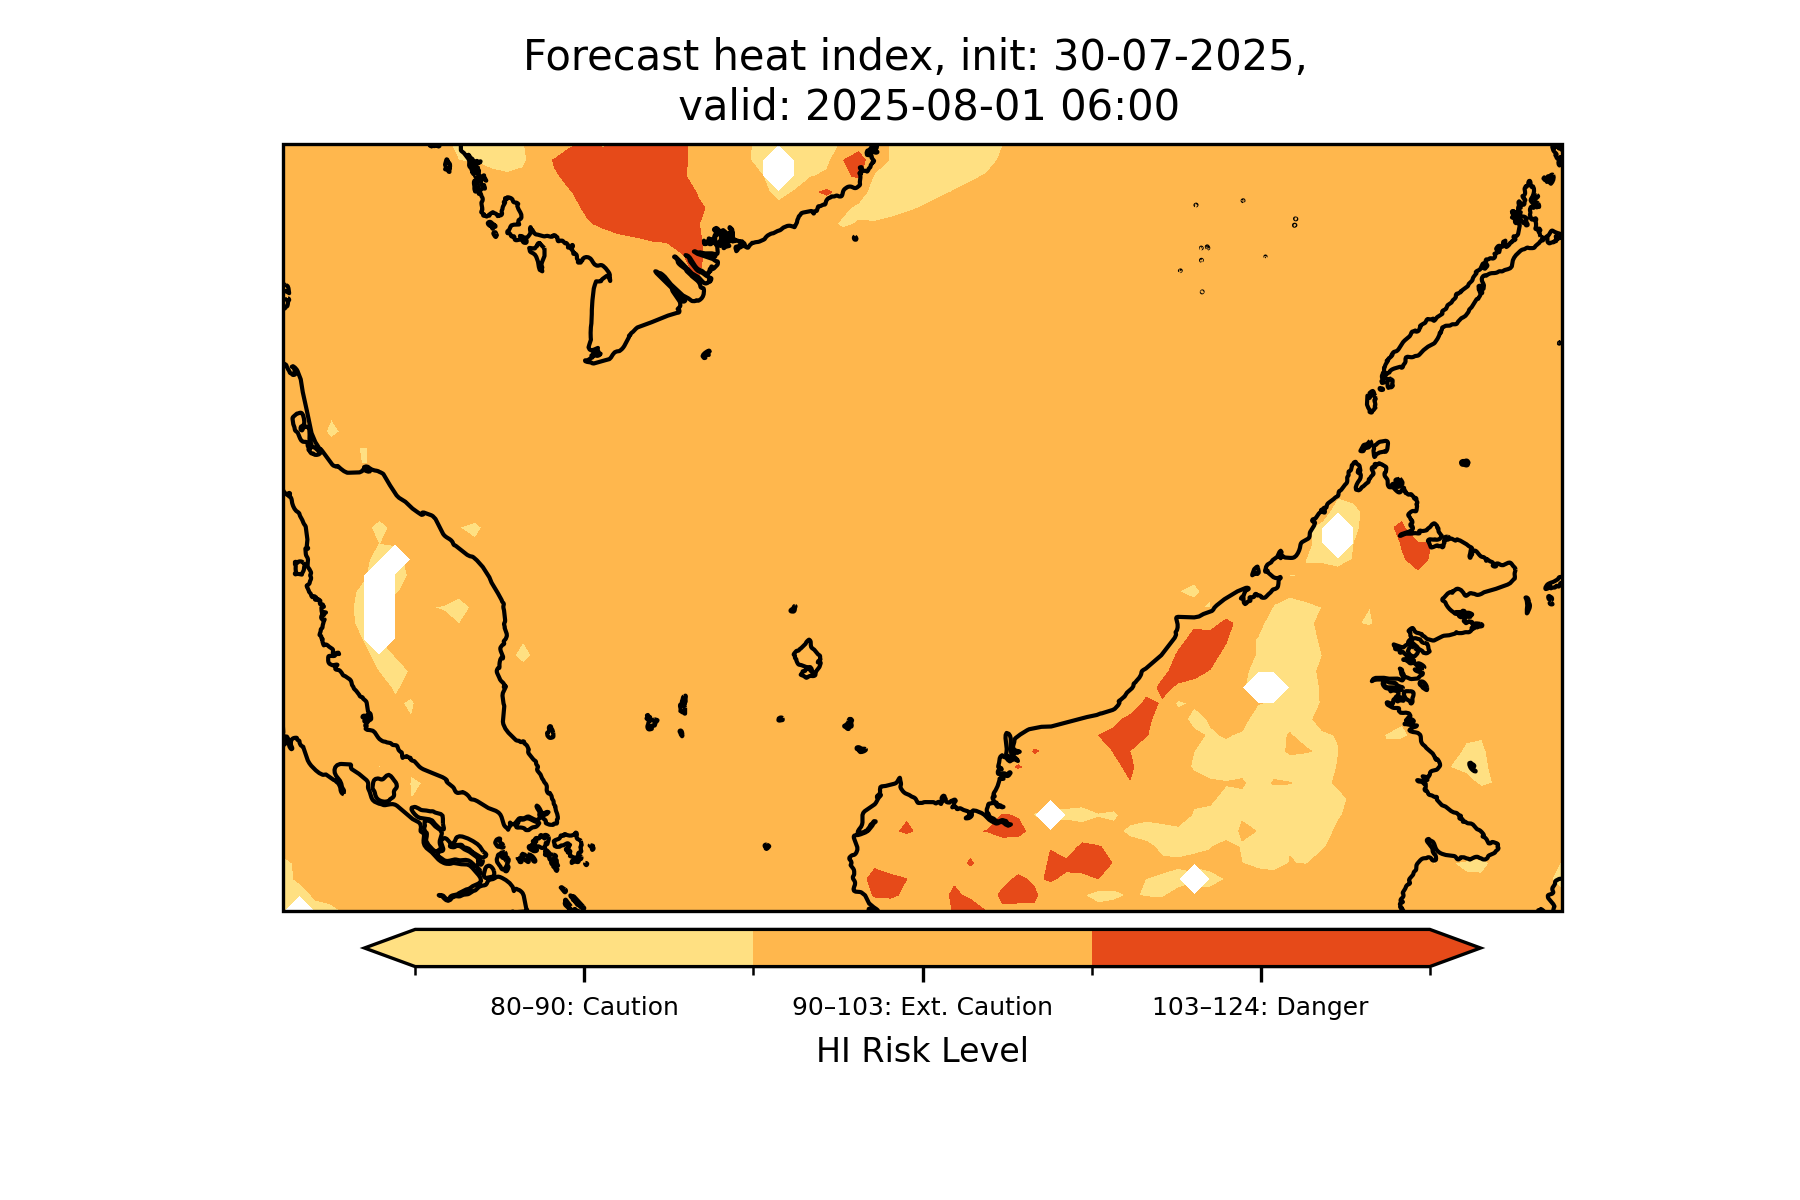 Forecast heat index, init: 30-07-2025,
valid: 2025-08-01 06:00
80–90: Caution
90–103: Ext. Caution
103–124: Danger
HI Risk Level